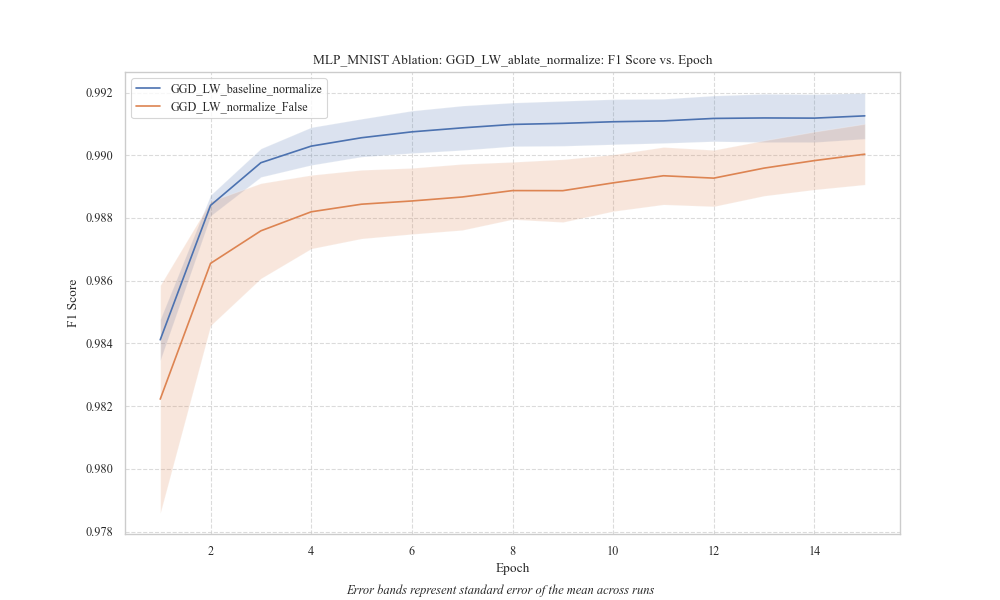 MLP_MNIST Ablation: GGD_LW_ablate_normalize: F1 Score vs. Epoch
GGD_LW_baseline_normalize
GGD_LW_normalize_False
0.992
0.990
0.988
0.986
0.984
0.982
0.980
0.978
F1 Score
2 4 6 8 10 12 14
Epoch
Error bands represent standard error of the mean across runs